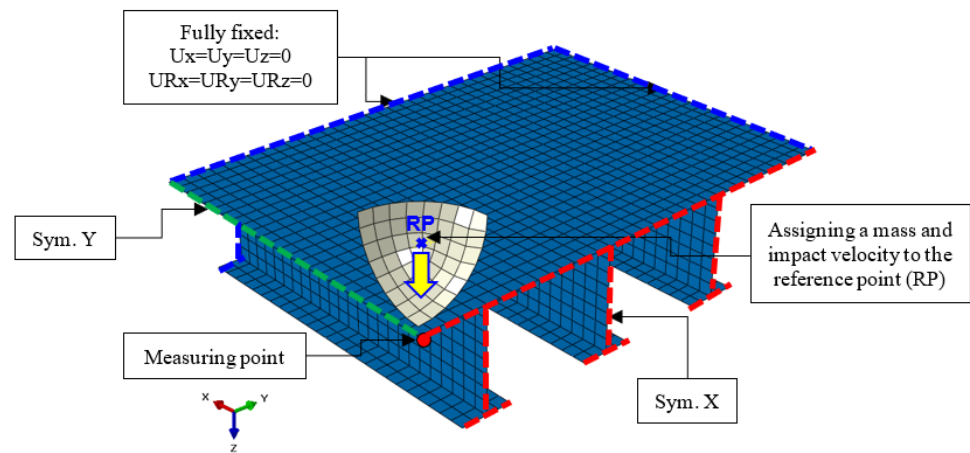 Fully fixed:
Ux=Uy=Uz=0
URx=URy=URz=0
RP
Sym. Y
Assigning a mass and
impact velocity to the
reference point (RP)
Measuring point
Sym. X
X
Y
Z